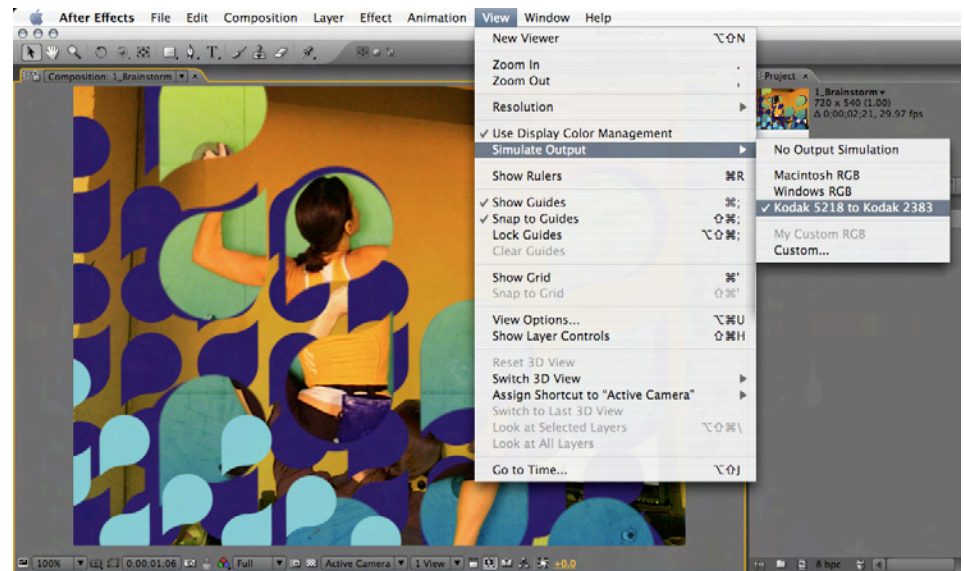 After Effects File Edit Composition Layer Effect Animation View Window Help
Composition: 1_Brainstorm
New Viewer ⌥⇧N
Zoom In .
Zoom Out ,
Resolution
✓ Use Display Color Management
Simulate Output
Show Rulers ⌘R
✓ Show Guides ⌘;
✓ Snap to Guides ⇧⌘;
Lock Guides ⌥⇧⌘;
Clear Guides
Show Grid ⌘'
Snap to Grid ⇧⌘'
View Options... ⌥⌘U
Show Layer Controls ⇧⌘H
Reset 3D View
Switch 3D View
Assign Shortcut to "Active Camera"
Switch to Last 3D View
Look at Selected Layers ⌥⇧⌘\
Look at All Layers
Go to Time... ⌥⇧J
No Output Simulation
Macintosh RGB
Windows RGB
✓ Kodak 5218 to Kodak 2383
My Custom RGB
Custom...
Project
1_Brainstorm
720 x 540 (1.00)
Δ 0;00;02;21, 29.97 fps
100% 0:00:01:06 Full Active Camera 1 View +0.0
8 bpc